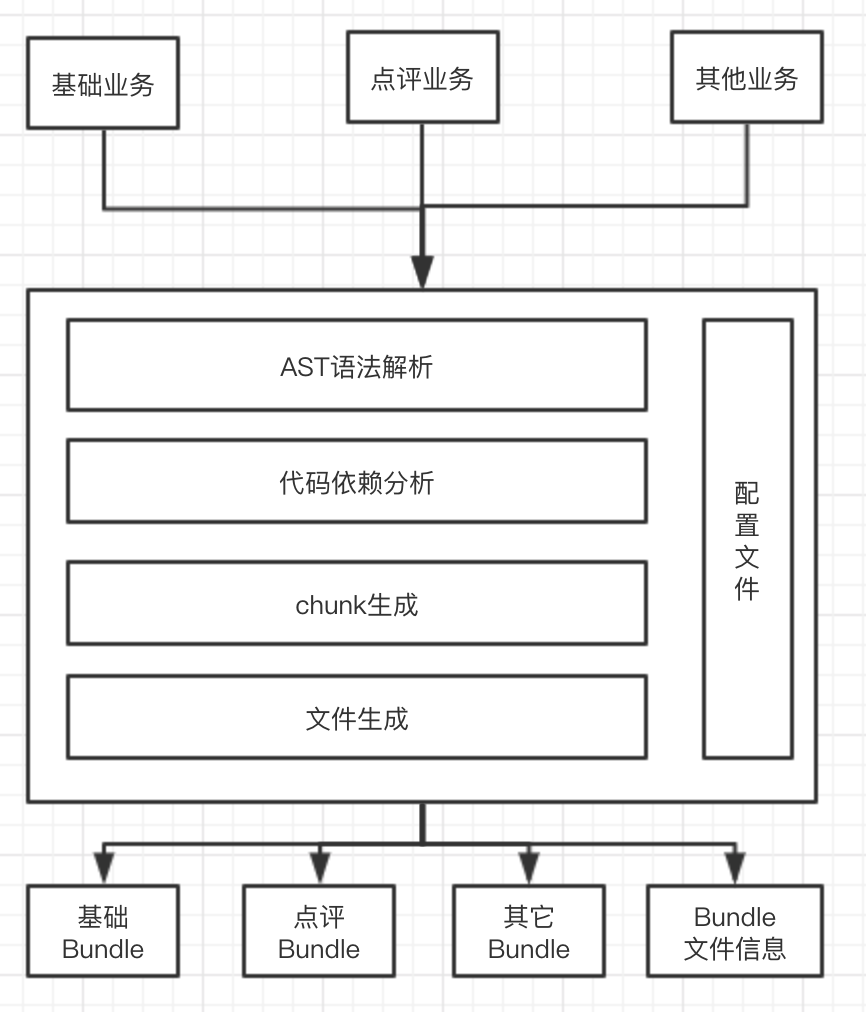 基础业务
点评业务
其他业务
AST语法解析
代码依赖分析
chunk生成
文件生成
配
置
文
件
基础
Bundle
点评
Bundle
其它
Bundle
Bundle
文件信息